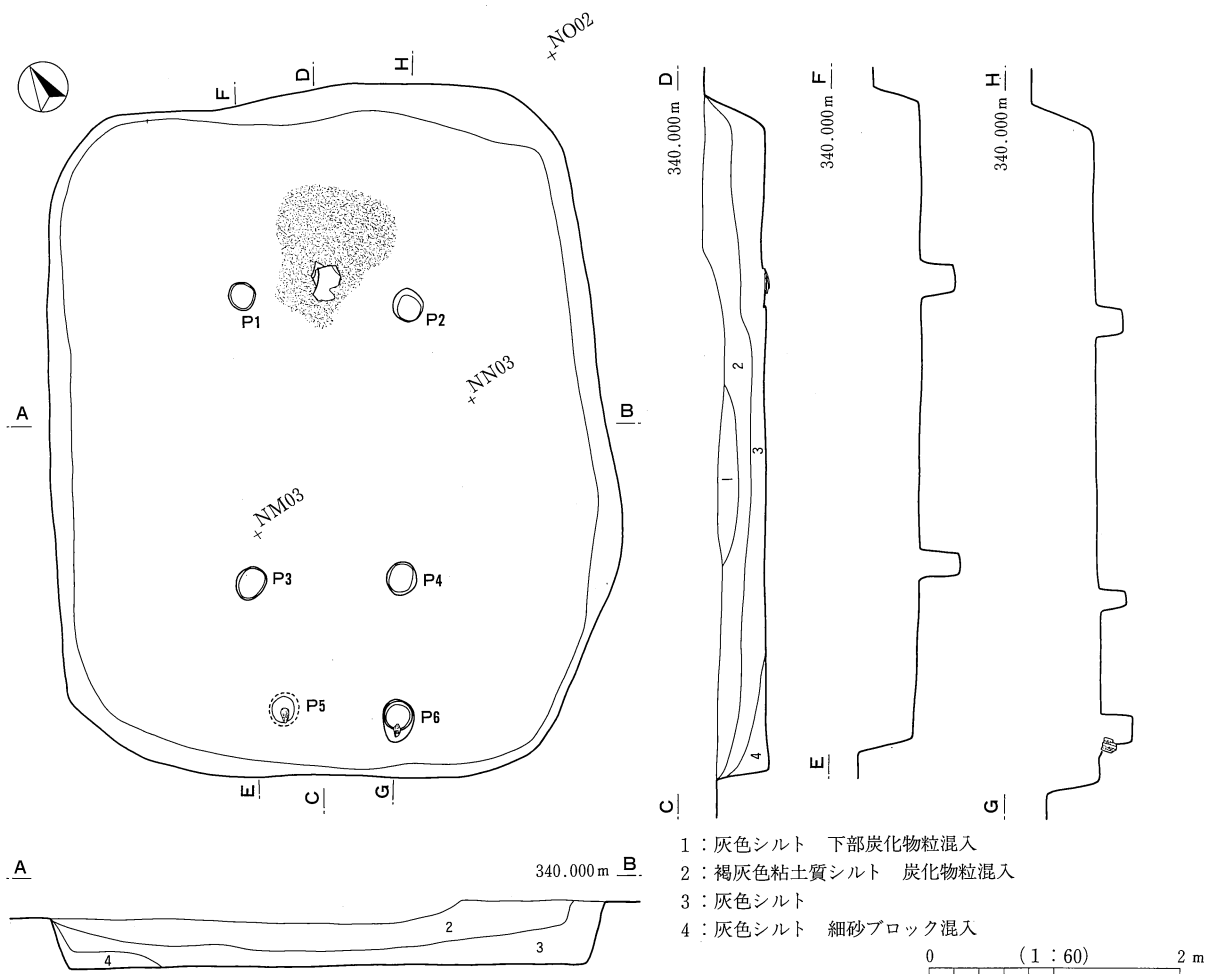 NO02
F
D
H
D
340.000m
F
340.000m
H
340.000m
P1
P2
NN03
A
B
NM03
P3
P4
P5
P6
E
C
G
2
1
3
4
C
E
G
A
340.000m B
2
3
4
1：灰色シルト　下部炭化物粒混入
2：褐灰色粘土質シルト　炭化物粒混入
3：灰色シルト
4：灰色シルト　細砂ブロック混入
0 (1：60) 2m